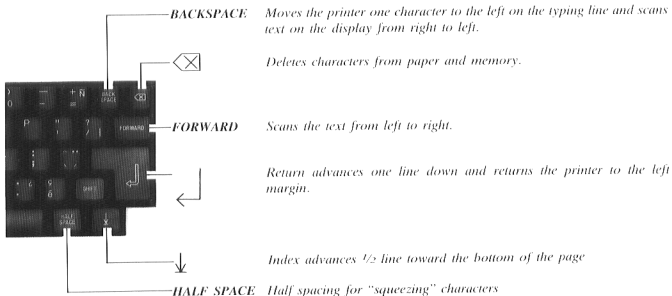 BACKSPACE Moves the printer one character to the left on the typing line and scans
text on the display from right to left.
Deletes characters from paper and memory.
) — + Ñ BACK SPACE
0 - =
P " ? FORWARD
FORWARD Scans the text from left to right.
Return advances one line down and returns the printer to the left
margin.
SHIFT
HALF SPACE
Index advances 1/2 line toward the bottom of the page
HALF SPACE Half spacing for "squeezing" characters